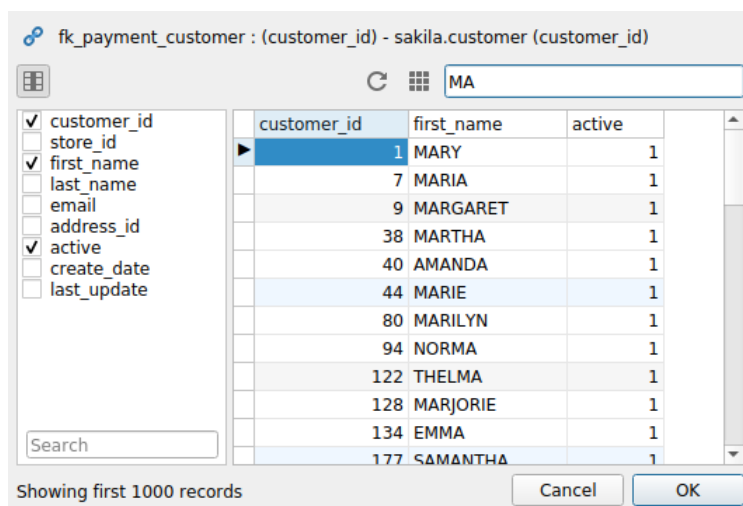 fk_payment_customer : (customer_id) - sakila.customer (customer_id)
MA
customer_id
store_id
first_name
last_name
email
address_id
active
create_date
last_update
Search
customer_id first_name active
1 MARY 1
7 MARIA 1
9 MARGARET 1
38 MARTHA 1
40 AMANDA 1
44 MARIE 1
80 MARILYN 1
94 NORMA 1
122 THELMA 1
128 MARJORIE 1
134 EMMA 1
177 SAMANTHA 1
Showing first 1000 records
Cancel OK